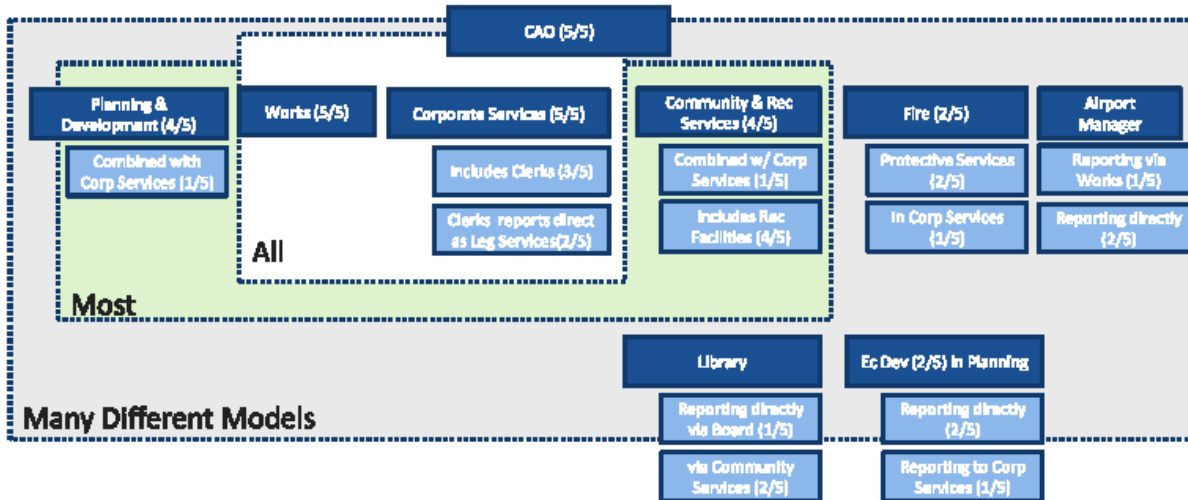 CAO (5/5)
Planning &
Development (4/5)
Combined with
Corp Services (1/5)
Works (5/5)
Corporate Services (5/5)
Includes Clerks (3/5)
Clerks reports direct
as Leg Services(2/5)
All
Community & Rec
Services (4/5)
Combined w/ Corp
Services (1/5)
Includes Rec
Facilities (4/5)
Most
Fire (2/5)
Protective Services
(2/5)
In Corp Services
(1/5)
Airport
Manager
Reporting via
Works (1/5)
Reporting directly
(2/5)
Library
Reporting directly
via Board (1/5)
via Community
Services (2/5)
Ec Dev (2/5) In Planning
Reporting directly
(2/5)
Reporting to Corp
Services (1/5)
Many Different Models